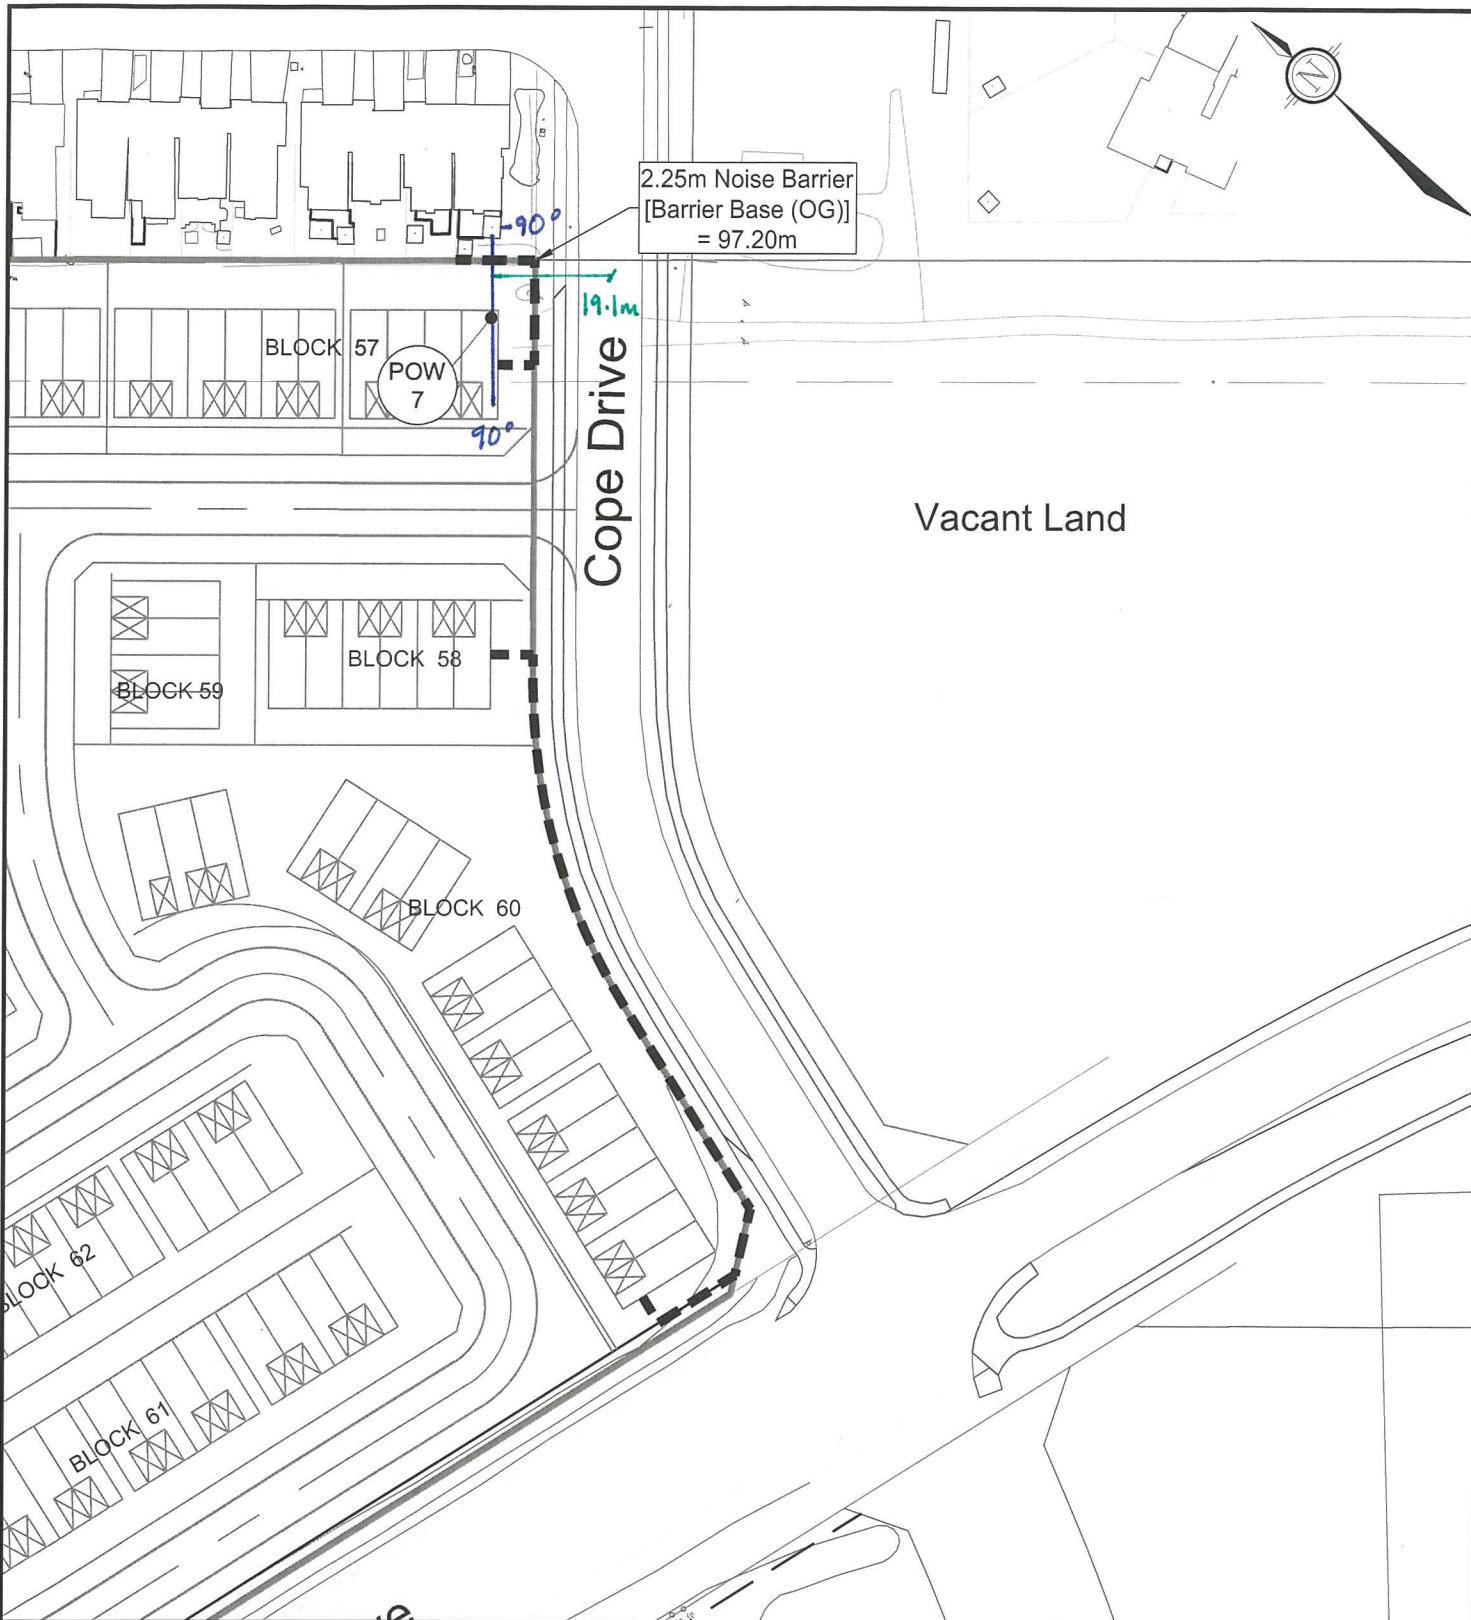 N
2.25m Noise Barrier
[Barrier Base (OG)]
= 97.20m
-90°
19.1m
BLOCK 57
POW
7
90°
Cope Drive
Vacant Land
BLOCK 58
BLOCK 59
BLOCK 60
BLOCK 62
BLOCK 61